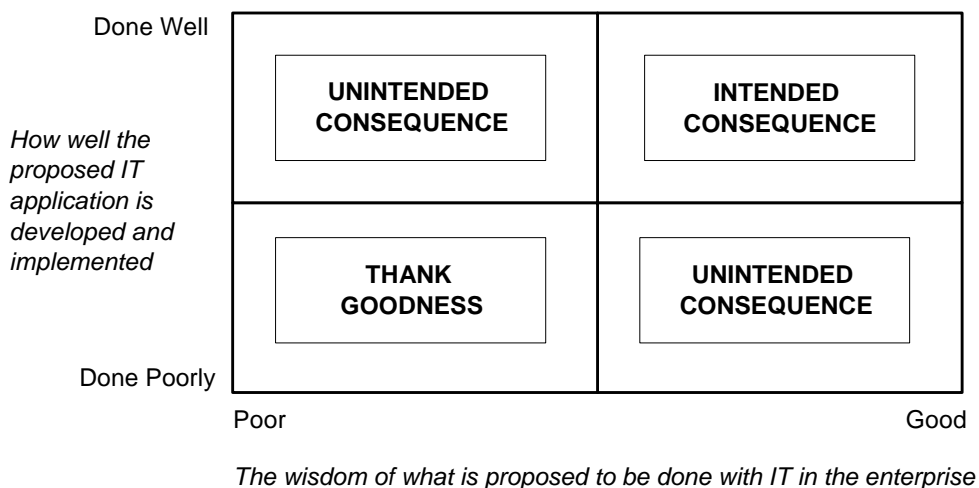 Done Well
UNINTENDED
CONSEQUENCE
INTENDED
CONSEQUENCE
How well the
proposed IT
application is
developed and
implemented
THANK
GOODNESS
UNINTENDED
CONSEQUENCE
Done Poorly
Poor
Good
The wisdom of what is proposed to be done with IT in the enterprise